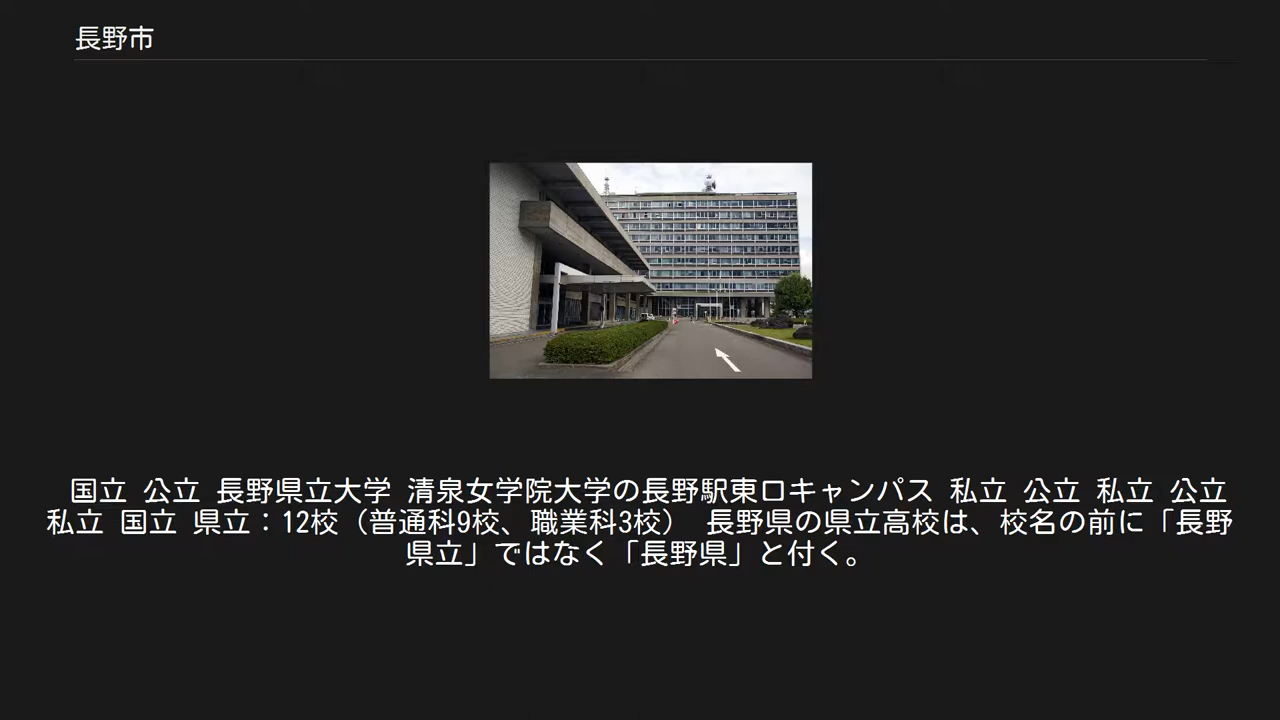 長野市
国立 公立 長野県立大学 清泉女学院大学の長野駅東口キャンパス 私立 公立 私立 公立
私立 国立 県立：12校（普通科9校、職業科3校） 長野県の県立高校は、校名の前に「長野
県立」ではなく「長野県」と付く。